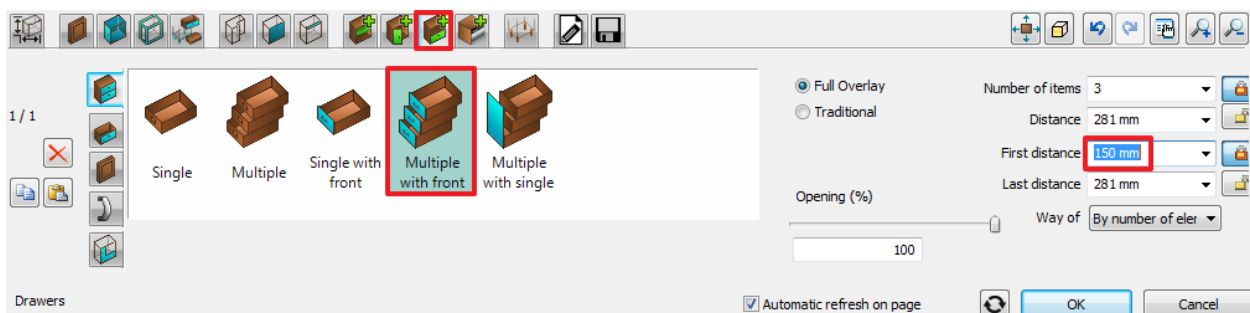 1 / 1
Single
Multiple
Single with
front
Multiple
with front
Multiple
with single
Full Overlay
Traditional
Opening (%)
100
Number of items 3
Distance 281 mm
First distance 150 mm
Last distance 281 mm
Way of By number of eler
Drawers
Automatic refresh on page
OK
Cancel